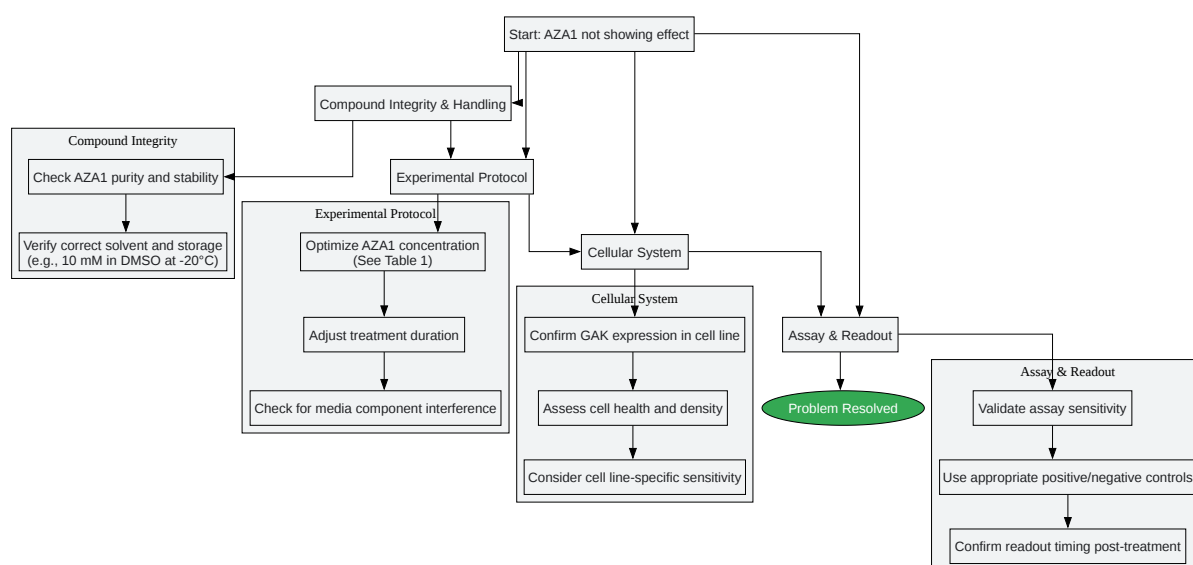 Start: AZA1 not showing effect
Compound Integrity & Handling
Compound Integrity
Check AZA1 purity and stability
Verify correct solvent and storage
(e.g., 10 mM in DMSO at -20°C)
Experimental Protocol
Experimental Protocol
Optimize AZA1 concentration
(See Table 1)
Adjust treatment duration
Check for media component interference
Cellular System
Cellular System
Confirm GAK expression in cell line
Assess cell health and density
Consider cell line-specific sensitivity
Assay & Readout
Problem Resolved
Assay & Readout
Validate assay sensitivity
Use appropriate positive/negative controls
Confirm readout timing post-treatment